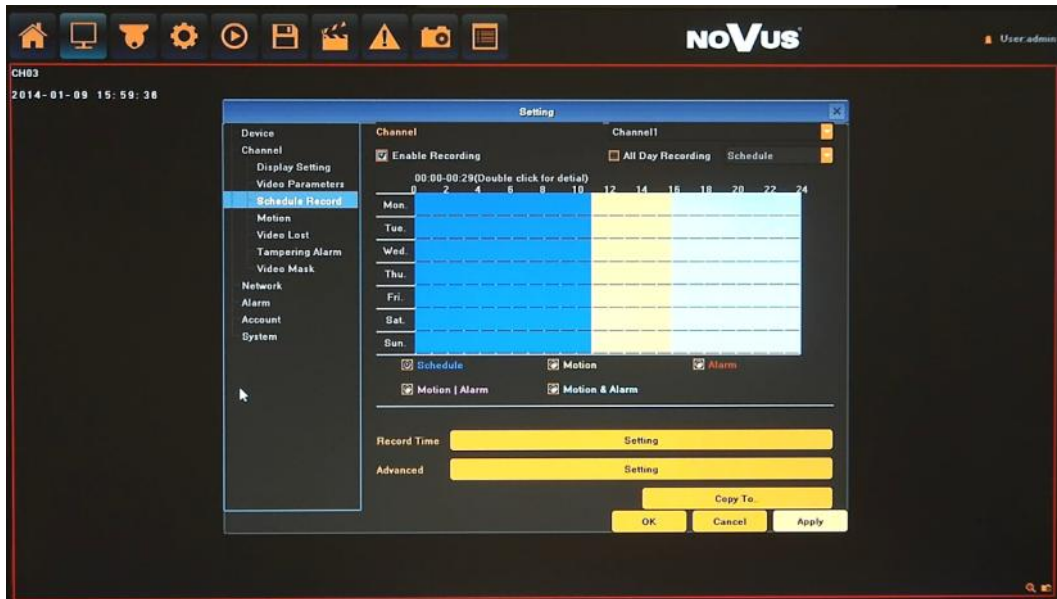 NOVUS
User:admin
CH03
2014-01-09 15:59:36
Setting
Device
Channel
Display Setting
Video Parameters
Schedule Record
Motion
Video Lost
Tampering Alarm
Video Mask
Network
Alarm
Account
System
Channel Channel1
Enable Recording All Day Recording Schedule
00:00-00:29(Double click for detial)
0 2 4 6 8 10 12 14 16 18 20 22 24
Mon.
Tue.
Wed.
Thu.
Fri.
Sat.
Sun.
Schedule Motion Alarm
Motion | Alarm Motion & Alarm
Record Time Setting
Advanced Setting
Copy To..
OK Cancel Apply